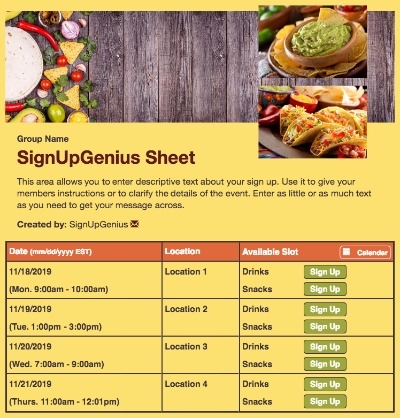 Group Name
SignUpGenius Sheet
This area allows you to enter descriptive text about your sign up. Use it to give your
members instructions or to clarify the details of the event. Enter as little or as much text
as you need to get your message across.
Created by: SignUpGenius
Date (mm/dd/yyyy EST) Location Available Slot Calender
11/18/2019 Location 1 Drinks Sign Up
(Mon. 9:00am - 10:00am) Snacks Sign Up
11/19/2019 Location 2 Drinks Sign Up
(Tue. 1:00pm - 3:00pm) Snacks Sign Up
11/20/2019 Location 3 Drinks Sign Up
(Wed. 7:00am - 9:00am) Snacks Sign Up
11/21/2019 Location 4 Drinks Sign Up
(Thurs. 11:00am - 12:01pm) Snacks Sign Up